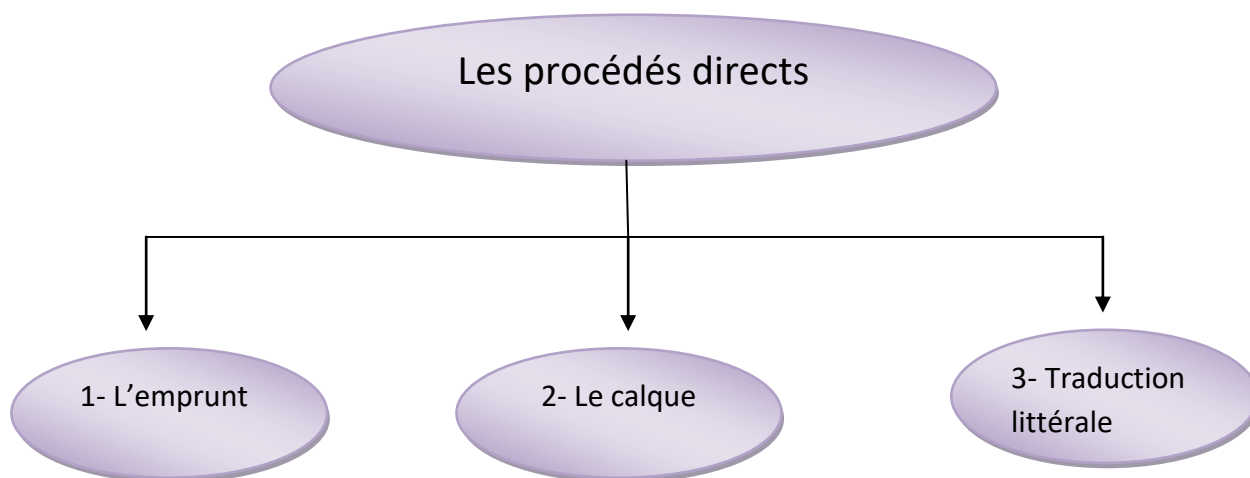 Les procédés directs
1- L’emprunt
2- Le calque
3- Traduction
littérale